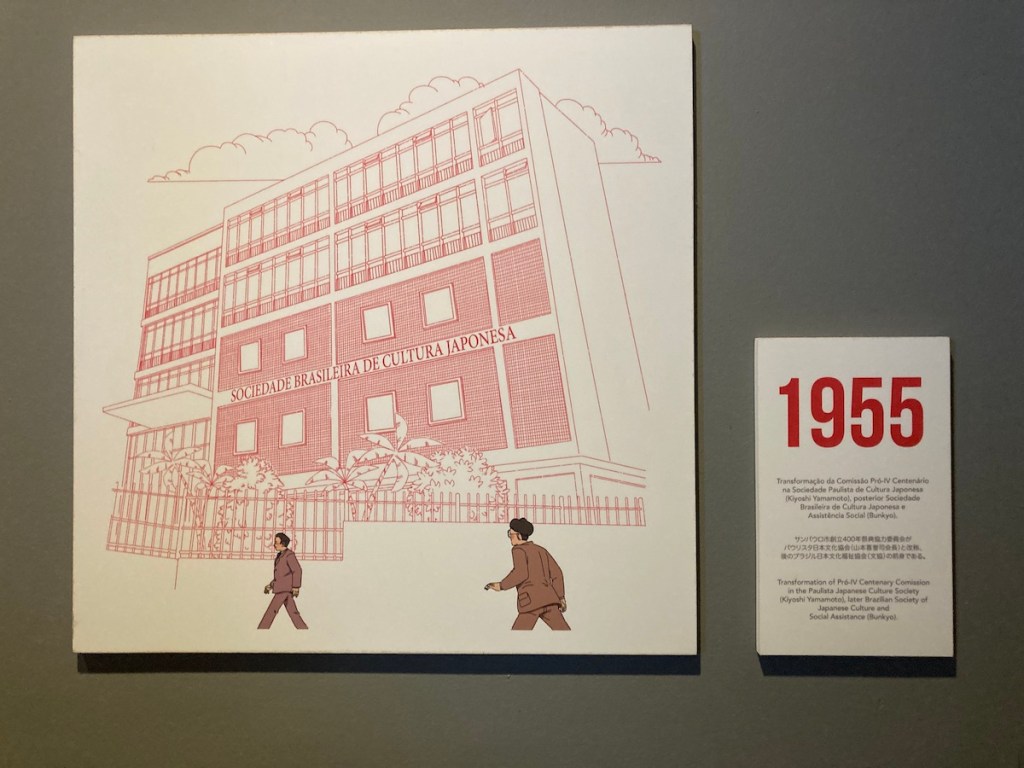 SOCIEDADE BRASILEIRA DE CULTURA JAPONESA
1955
Transformação da Comissão Pró-IV Centenário
na Sociedade Paulista de Cultura Japonesa
(Kiyoshi Yamamoto), posterior Sociedade
Brasileira de Cultura Japonesa e
Assistência Social (Bunkyo).
サンパウロ市創立400年祭典協力委員会が
パウリスタ日本文化協会(山本喜誉司会長)と改称。
後のブラジル日本文化福祉協会(文協)の前身である。
Transformation of Pró-IV Centenary Comission
in the Paulista Japanese Culture Society
(Kiyoshi Yamamoto), later Brazilian Society of
Japanese Culture and
Social Assistance (Bunkyo).